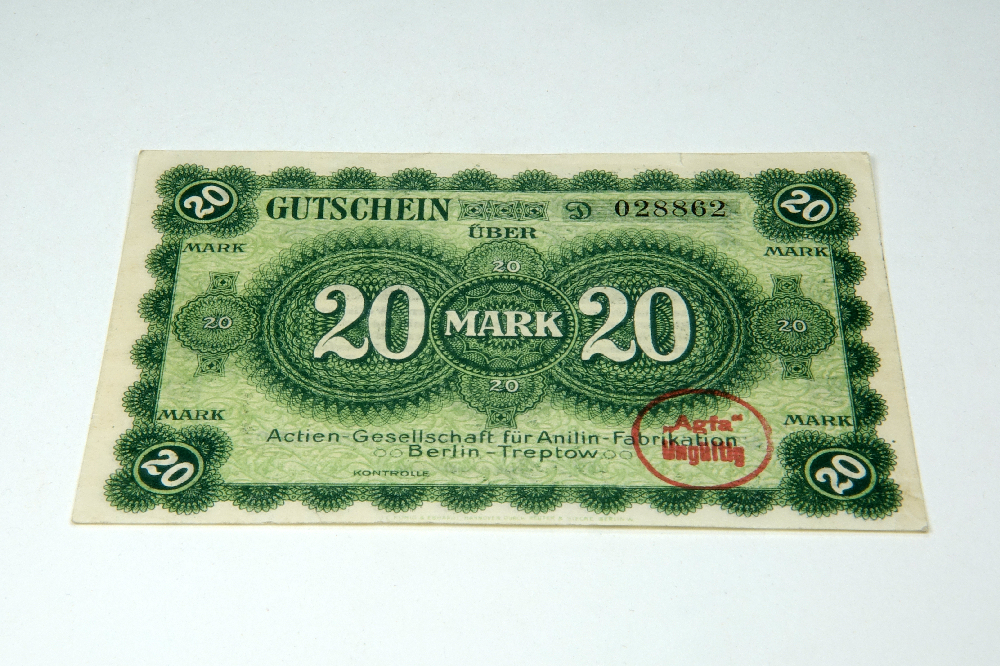 20 GUTSCHEIN D 028862 20
MARK ÜBER MARK
20
20 20 MARK 20 20
20
MARK MARK
Actien-Gesellschaft für Anilin-Fabrikation
Berlin-Treptow
KONTROLLE
20 20
„Agfa“
Ungültig